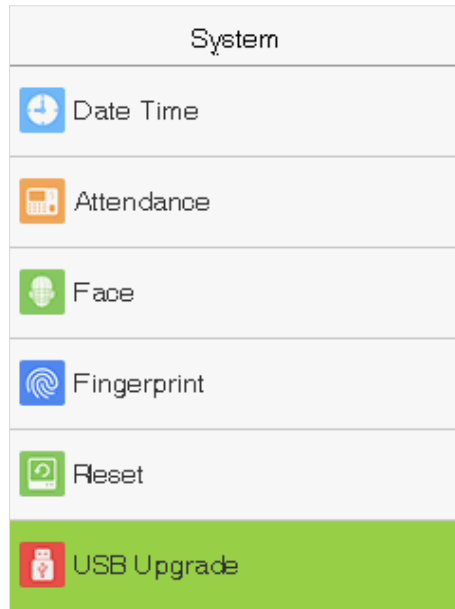 System
Date Time
Attendance
Face
Fingerprint
Reset
USB Upgrade